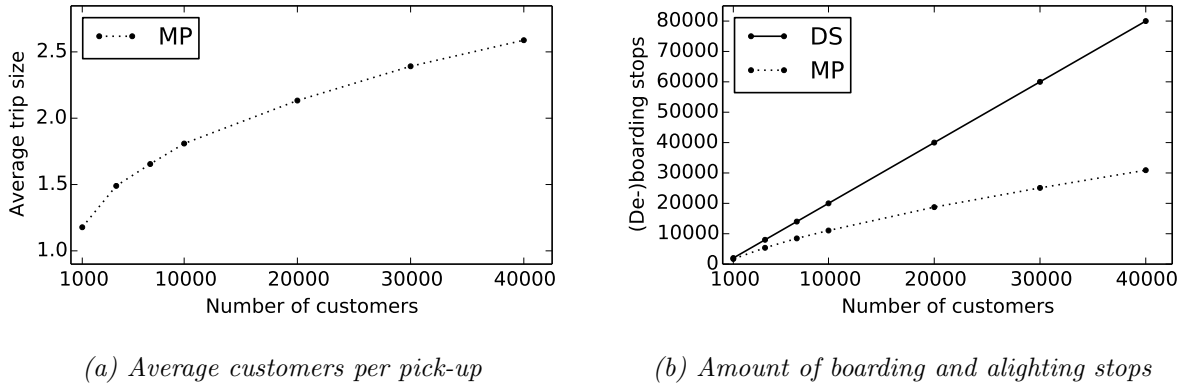 MP
Average trip size
2.5
2.0
1.5
1.0
1000
10000
20000
30000
40000
Number of customers
(a) Average customers per pick-up
DS
MP
(De-)boarding stops
80000
70000
60000
50000
40000
30000
20000
10000
0
1000
10000
20000
30000
40000
Number of customers
(b) Amount of boarding and alighting stops